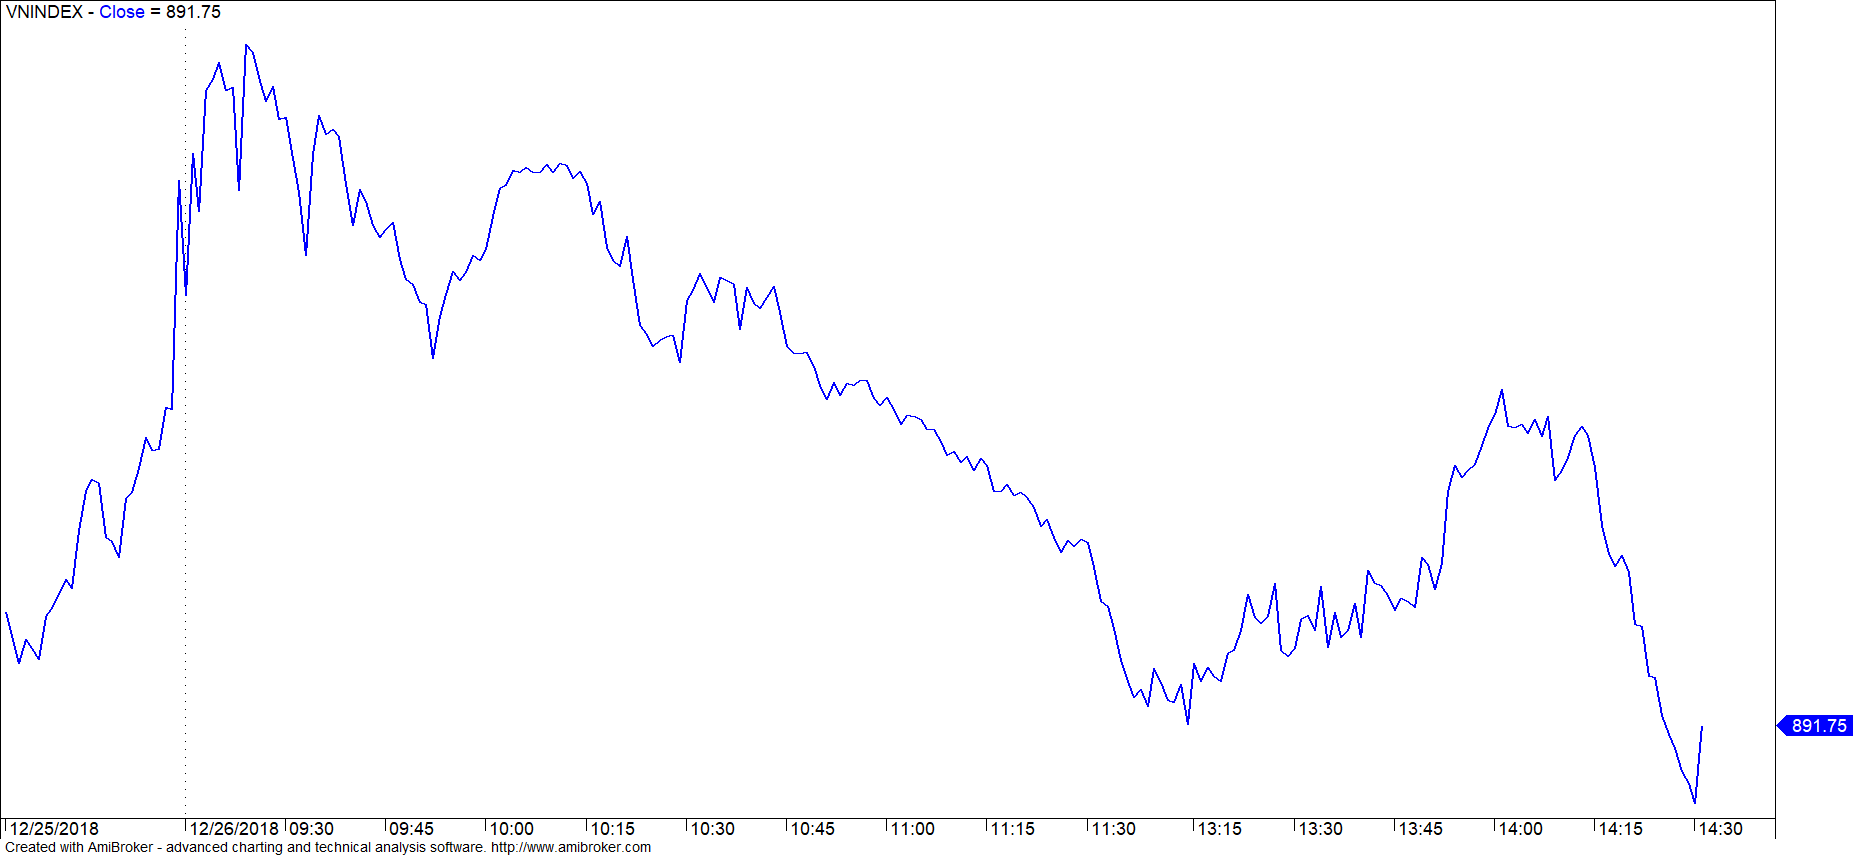 VNINDEX - Close = 891.75
891.75
12/25/2018 12/26/2018 09:30 09:45 10:00 10:15 10:30 10:45 11:00 11:15 11:30 13:15 13:30 13:45 14:00 14:15 14:30
Created with AmiBroker - advanced charting and technical analysis software. http://www.amibroker.com